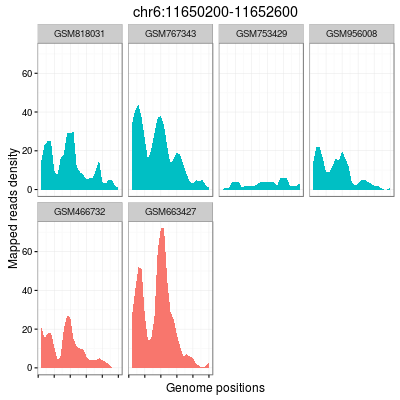 chr6:11650200-11652600
GSM818031 GSM767343 GSM753429 GSM956008
60
40
20
0
Mapped reads density
GSM466732 GSM663427
60
40
20
0
Genome positions